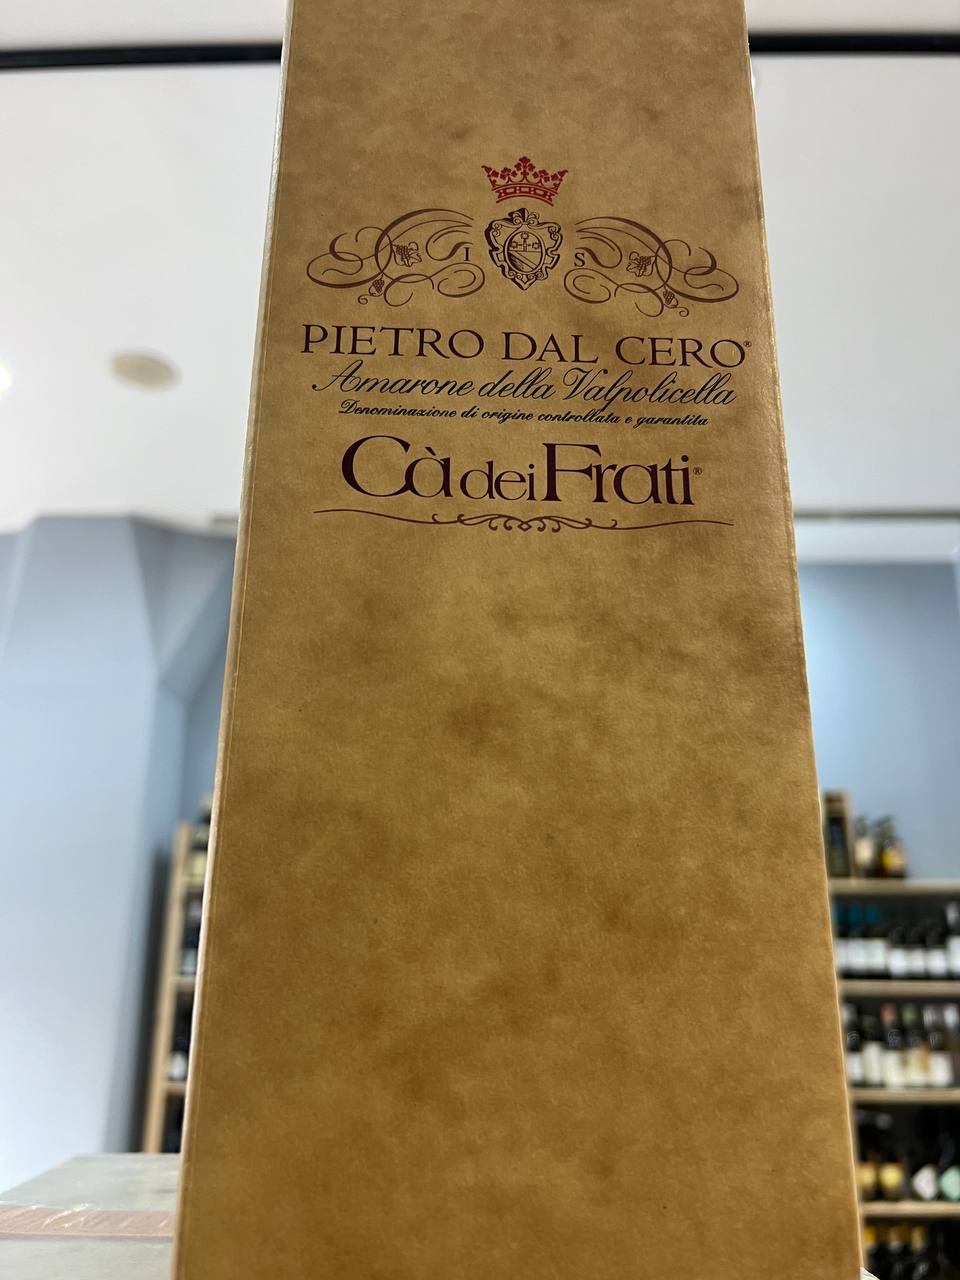 I S
PIETRO DAL CERO®
Amarone della Valpolicella
Denominazione di origine controllata e garantita
Cà dei Frati®